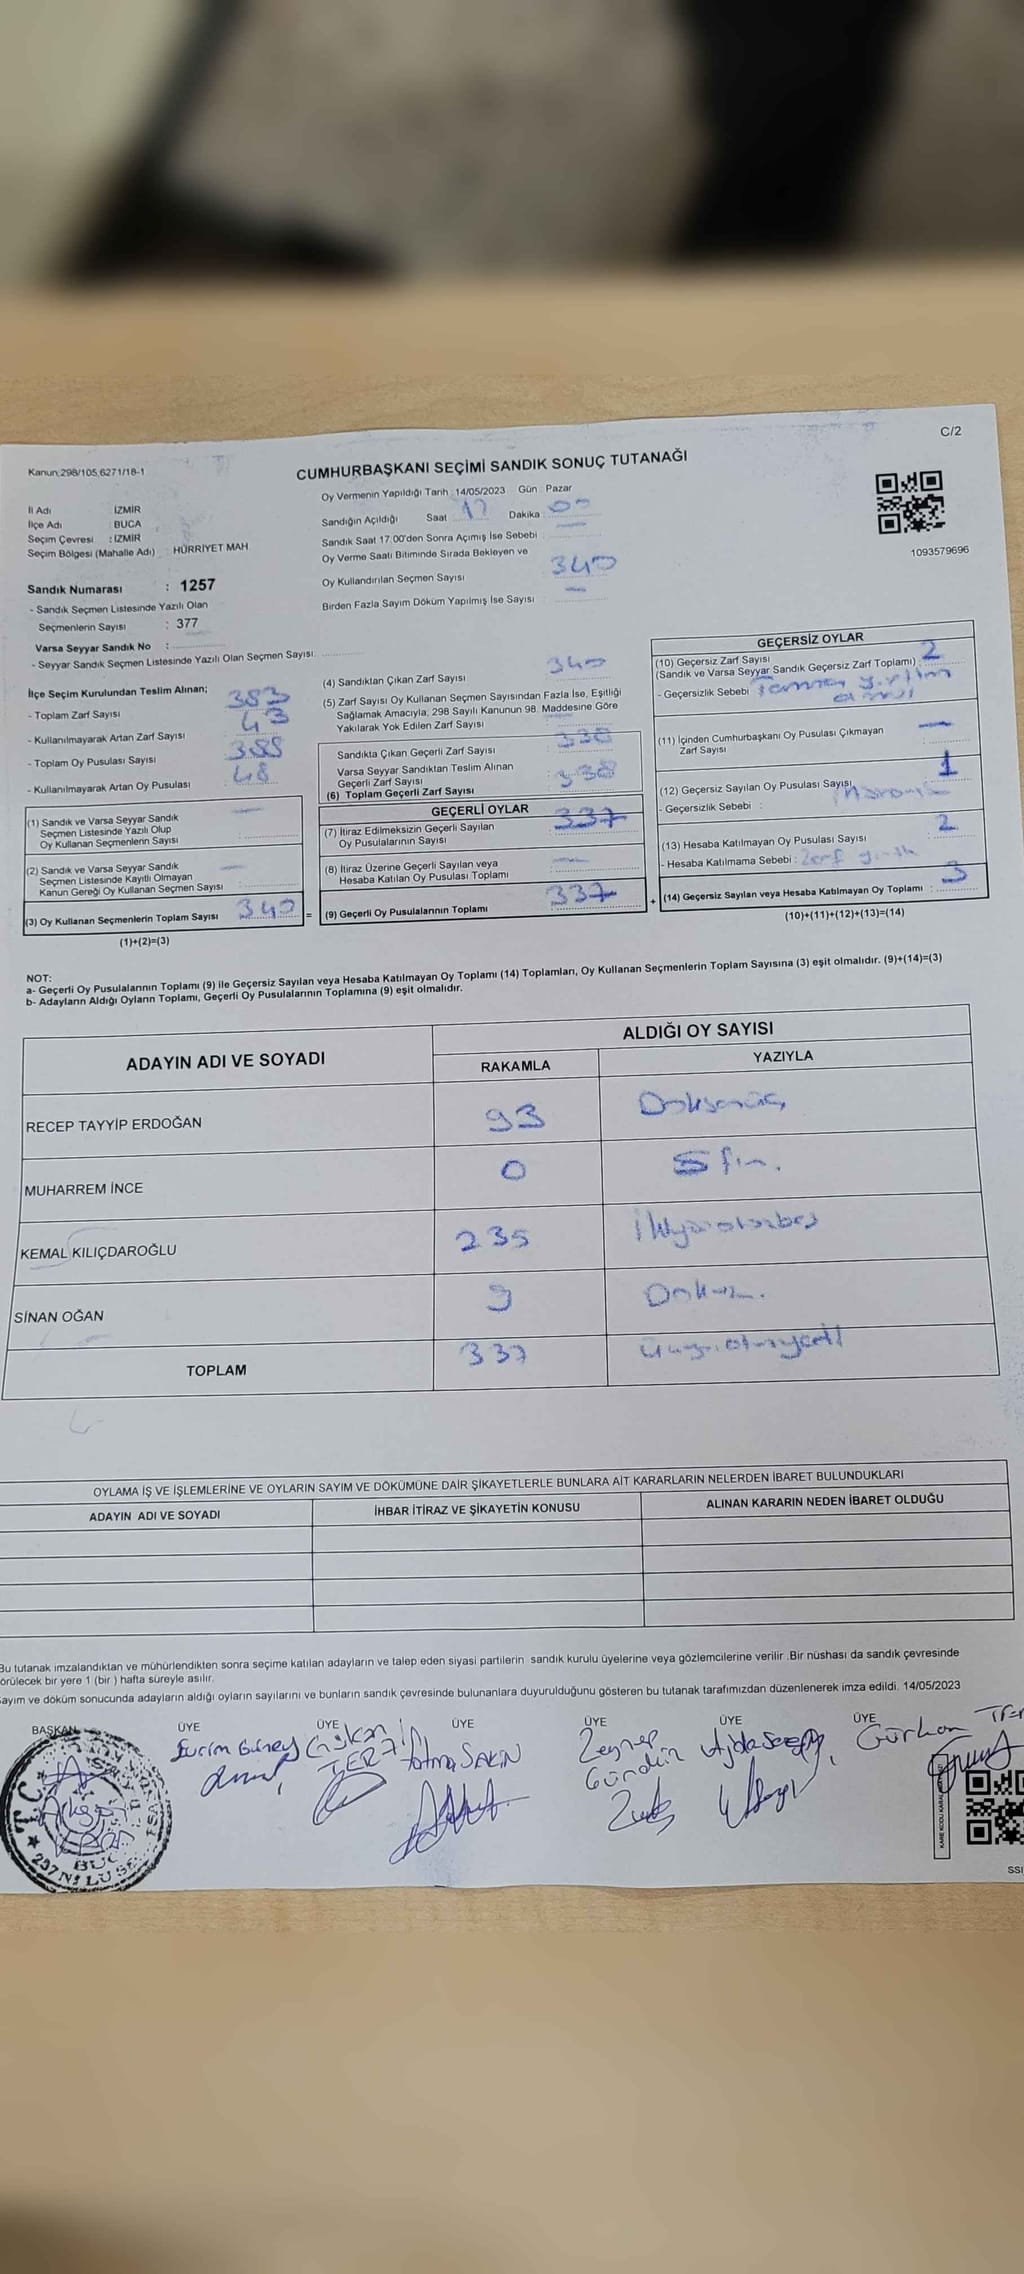 C/2
Kanun:298/105,6271/18-1
CUMHURBAŞKANI SEÇİMİ SANDIK SONUÇ TUTANAĞI
İl Adı İZMİR
İlçe Adı : BUCA
Seçim Çevresi : İZMİR
Seçim Bölgesi (Mahalle Adı) : HÜRRİYET MAH
Sandık Numarası : 1257
- Sandık Seçmen Listesinde Yazılı Olan
Seçmenlerin Sayısı : 377
Varsa Seyyar Sandık No :
- Seyyar Sandık Seçmen Listesinde Yazılı Olan Seçmen Sayısı:
Oy Vermenin Yapıldığı Tarih : 14/05/2023 Gün : Pazar
Sandığın Açıldığı Saat : 17 Dakika : 00
Sandık Saat 17:00'den Sonra Açımış İse Sebebi : —
Oy Verme Saati Bitiminde Sırada Bekleyen ve
Oy Kullandırılan Seçmen Sayısı 340
Birden Fazla Sayım Döküm Yapılmış İse Sayısı —
1093579696
İlçe Seçim Kurulundan Teslim Alınan;
- Toplam Zarf Sayısı 383
- Kullanılmayarak Artan Zarf Sayısı 43
- Toplam Oy Pusulası Sayısı 388
- Kullanılmayarak Artan Oy Pusulası 48
(1) Sandık ve Varsa Seyyar Sandık
Seçmen Listesinde Yazılı Olup
Oy Kullanan Seçmenlerin Sayısı : —
(2) Sandık ve Varsa Seyyar Sandık
Seçmen Listesinde Kayıtlı Olmayan
Kanun Gereği Oy Kullanan Seçmen Sayısı : —
(3) Oy Kullanan Seçmenlerin Toplam Sayısı 340 =
(1)+(2)=(3)
(4) Sandıktan Çıkan Zarf Sayısı 340
(5) Zarf Sayısı Oy Kullanan Seçmen Sayısından Fazla İse, Eşitliği
Sağlamak Amacıyla, 298 Sayılı Kanunun 98. Maddesine Göre
Yakılarak Yok Edilen Zarf Sayısı
Sandıkta Çıkan Geçerli Zarf Sayısı 338
Varsa Seyyar Sandıktan Teslim Alınan
Geçerli Zarf Sayısı
(6) Toplam Geçerli Zarf Sayısı 338
GEÇERLİ OYLAR
(7) İtiraz Edilmeksizin Geçerli Sayılan
Oy Pusulalarının Sayısı 337
(8) İtiraz Üzerine Geçerli Sayılan veya
Hesaba Katılan Oy Pusulası Toplamı —
(9) Geçerli Oy Pusulalarının Toplamı 337 +
GEÇERSİZ OYLAR
(10) Geçersiz Zarf Sayısı
(Sandık ve Varsa Seyyar Sandık Geçersiz Zarf Toplamı) : 2
- Geçersizlik Sebebi :
(11) İçinden Cumhurbaşkanı Oy Pusulası Çıkmayan
Zarf Sayısı : —
(12) Geçersiz Sayılan Oy Pusulası Sayısı 1
- Geçersizlik Sebebi :
(13) Hesaba Katılmayan Oy Pusulası Sayısı 2
- Hesaba Katılmama Sebebi : Zarf
(14) Geçersiz Sayılan veya Hesaba Katılmayan Oy Toplamı : 3
(10)+(11)+(12)+(13)=(14)
NOT:
a- Geçerli Oy Pusulalarının Toplamı (9) ile Geçersiz Sayılan veya Hesaba Katılmayan Oy Toplamı (14) Toplamları, Oy Kullanan Seçmenlerin Toplam Sayısına (3) eşit olmalıdır. (9)+(14)=(3)
b- Adayların Aldığı Oyların Toplamı, Geçerli Oy Pusulalarının Toplamına (9) eşit olmalıdır.
ADAYIN ADI VE SOYADI ALDIĞI OY SAYISI
RAKAMLA YAZIYLA
RECEP TAYYİP ERDOĞAN 93 Doksanüç
MUHARREM İNCE 0 Sıfır.
KEMAL KILIÇDAROĞLU 235 İkiyüzotuzbeş
SİNAN OĞAN 9 Dokuz.
TOPLAM 337 üçyüzotuzyedi
OYLAMA İŞ VE İŞLEMLERİNE VE OYLARIN SAYIM VE DÖKÜMÜNE DAİR ŞİKAYETLERLE BUNLARA AİT KARARLARIN NELERDEN İBARET BULUNDUKLARI
ADAYIN ADI VE SOYADI İHBAR İTİRAZ VE ŞİKAYETİN KONUSU ALINAN KARARIN NEDEN İBARET OLDUĞU
Bu tutanak imzalandıktan ve mühürlendikten sonra seçime katılan adayların ve talep eden siyasi partilerin sandık kurulu üyelerine veya gözlemcilerine verilir .Bir nüshası da sandık çevresinde
örülecek bir yere 1 (bir ) hafta süreyle asılır.
Sayım ve döküm sonucunda adayların aldığı oyların sayılarını ve bunların sandık çevresinde bulunanlara duyurulduğunu gösteren bu tutanak tarafımızdan düzenlenerek imza edildi. 14/05/2023
BAŞKAN ÜYE ÜYE ÜYE ÜYE ÜYE ÜYE
Evrim Güney Fatma SAKIN Zeynep Gündüz Gürkan
T.C.
BUC
KARE KODU KARALA
SSI